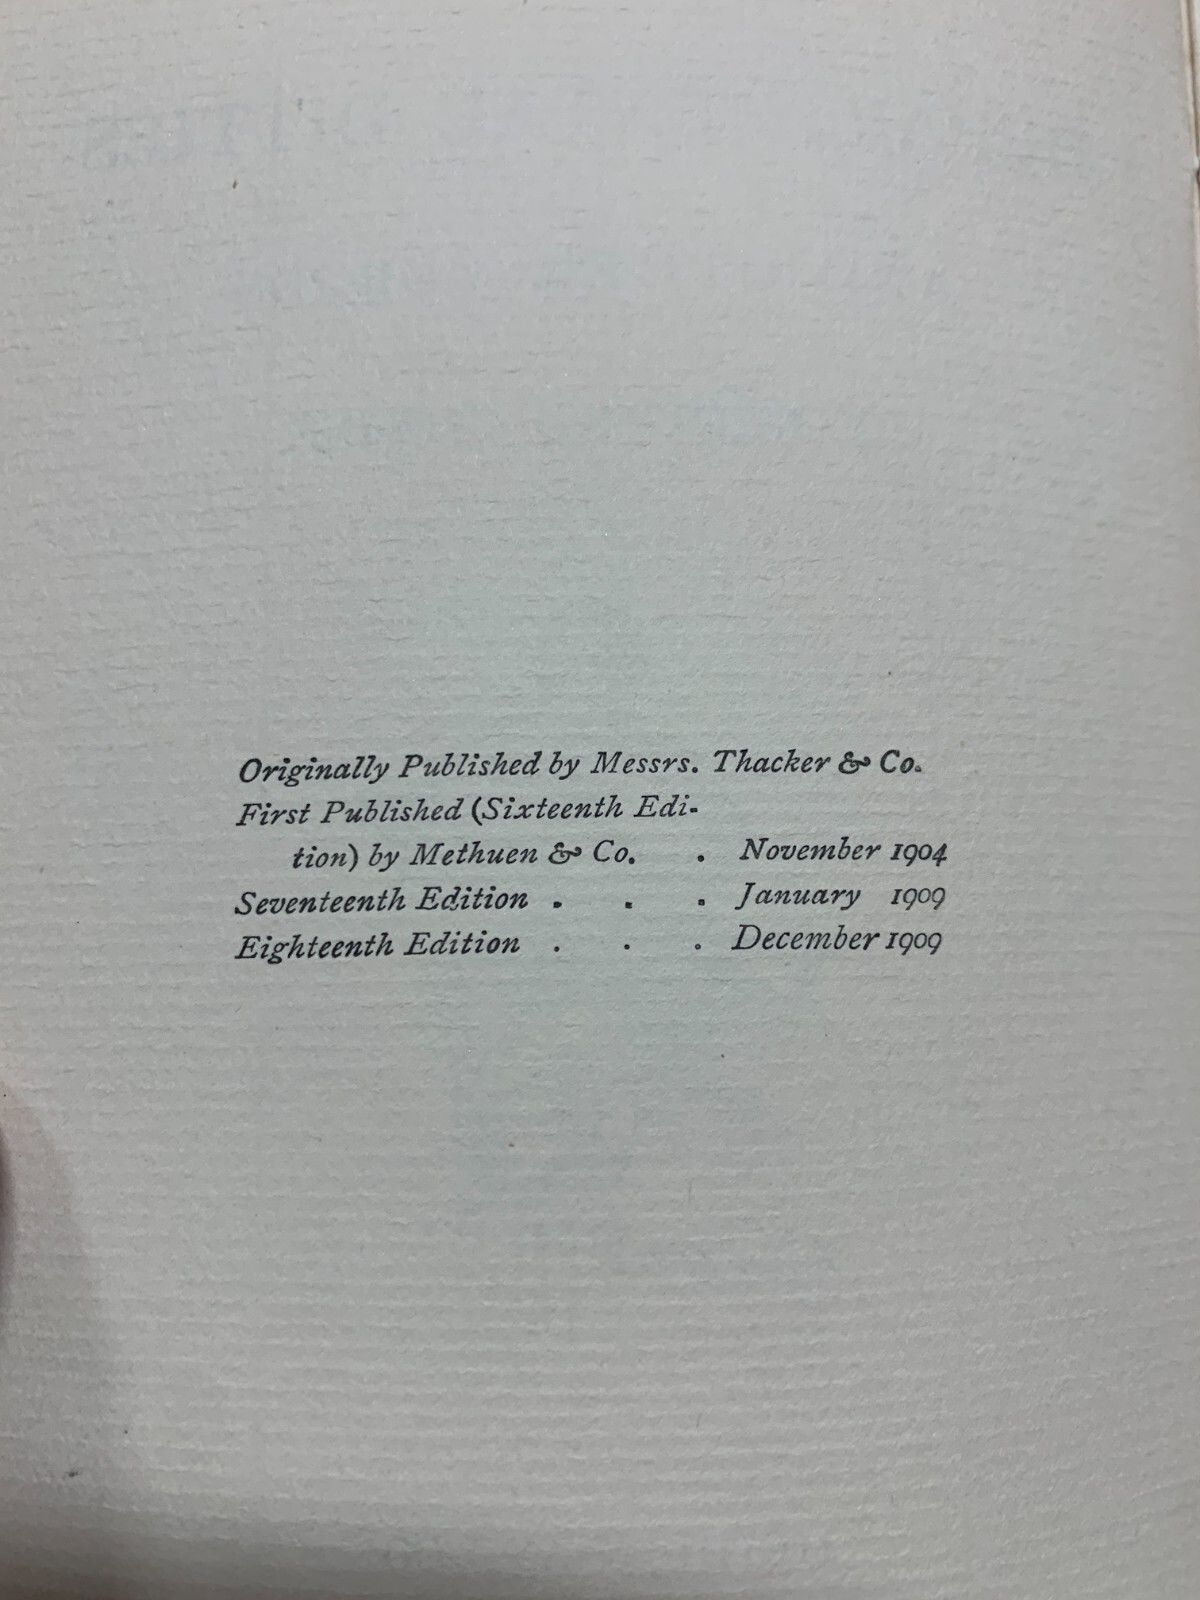 Originally Published by Messrs. Thacker & Co.
First Published (Sixteenth Edi-
tion) by Methuen & Co. . November 1904
Seventeenth Edition . . . January 1909
Eighteenth Edition . . . December 1909